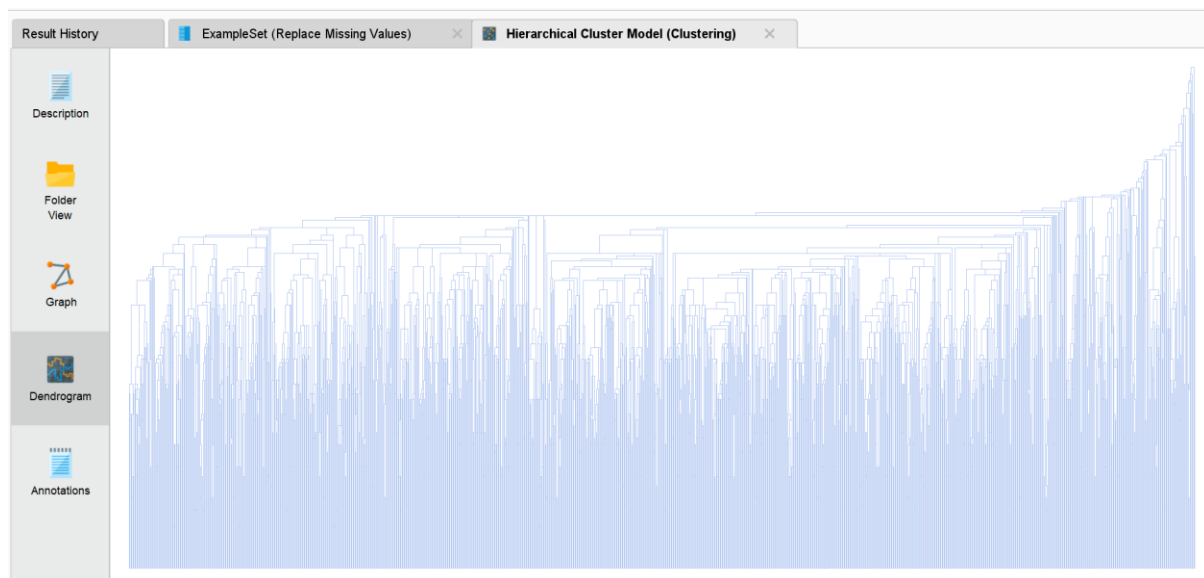 Result History
ExampleSet (Replace Missing Values)
Hierarchical Cluster Model (Clustering)
Description
Folder
View
Graph
Dendrogram
Annotations